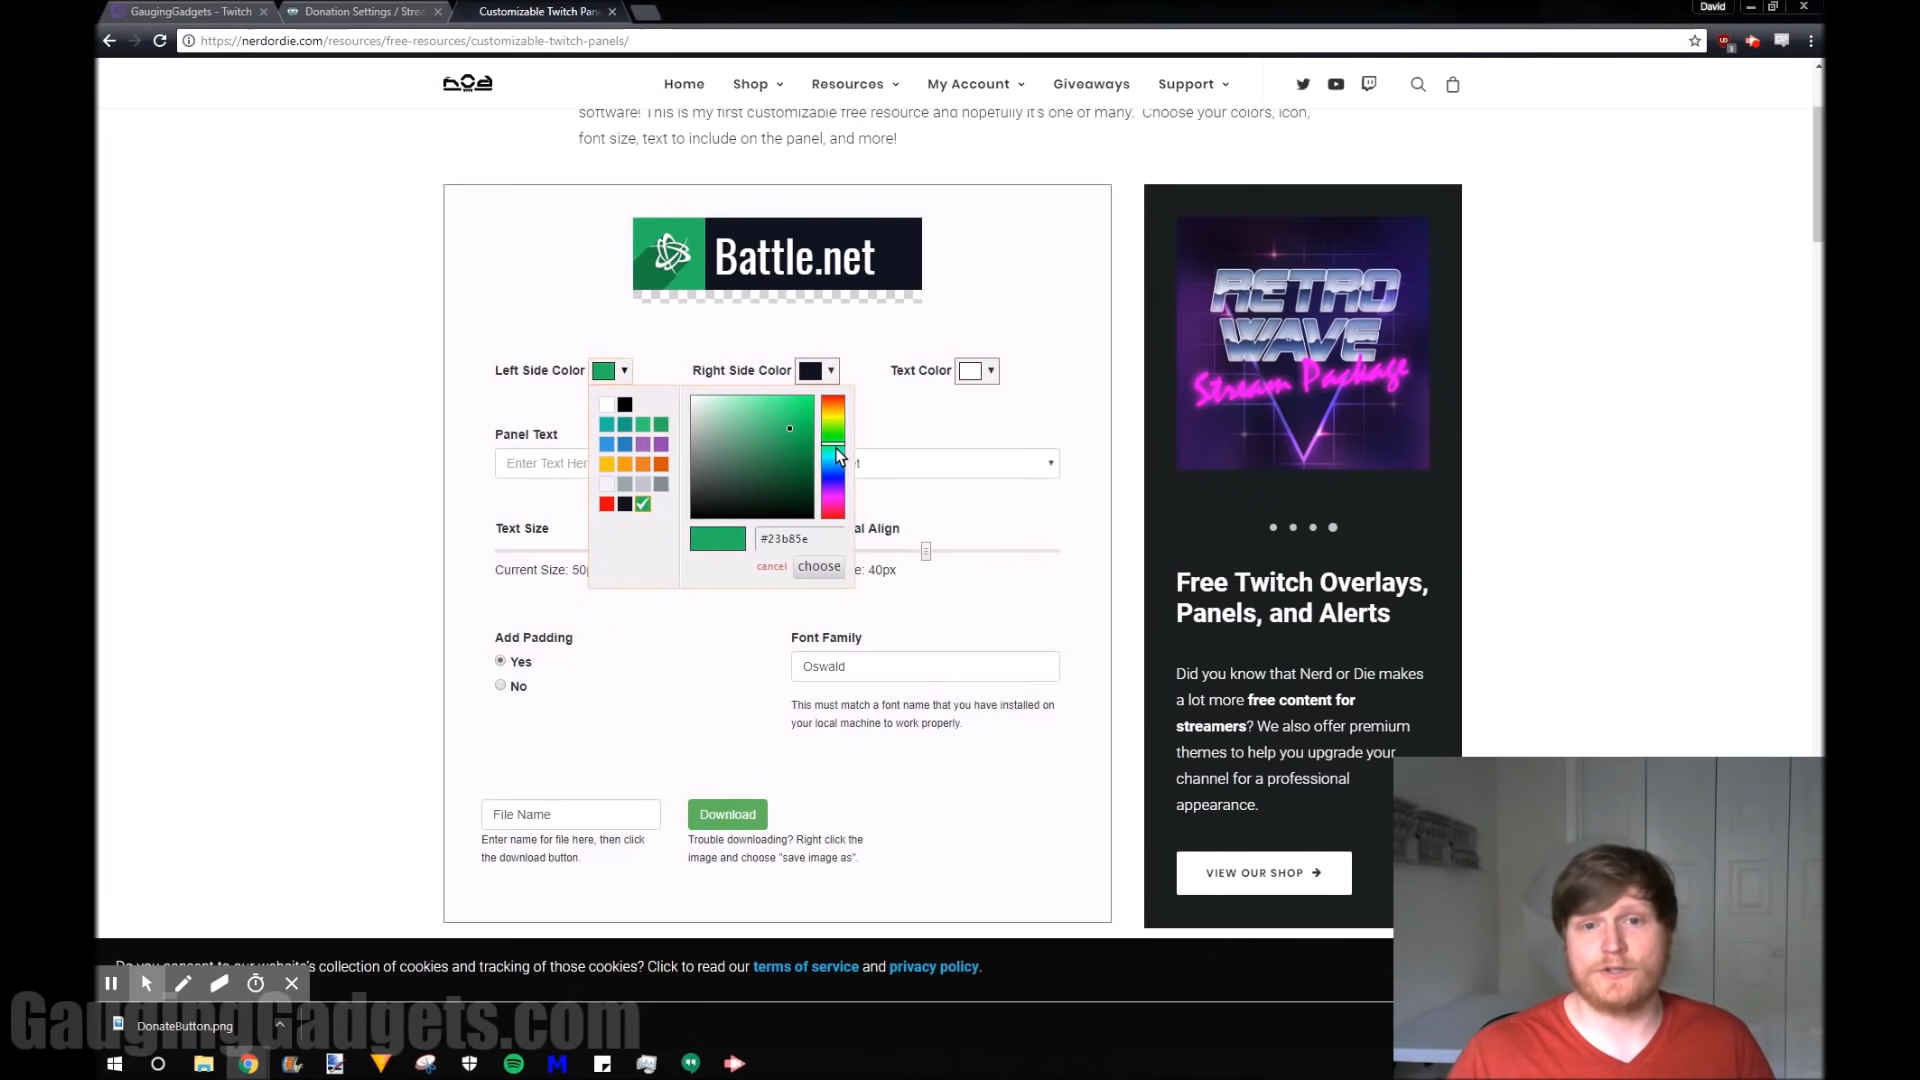 GaugingGadgets - Twitch
Donation Settings / Strea
Customizable Twitch Pan
David
https://nerdordie.com/resources/free-resources/customizable-twitch-panels/
Home Shop Resources My Account Giveaways Support
software! This is my first customizable free resource and hopefully it's one of many. Choose your colors, icon,
font size, text to include on the panel, and more!
Battle.net
Left Side Color Right Side Color Text Color
Panel Text
Enter Text Her
Text Size
al Align
#23b85e
cancel choose
Current Size: 50p
e: 40px
Add Padding
Yes
No
Font Family
Oswald
This must match a font name that you have installed on
your local machine to work properly.
File Name
Download
Enter name for file here, then click
the download button.
Trouble downloading? Right click the
image and choose "save image as".
RETRO
WAVE
Stream Package
Free Twitch Overlays,
Panels, and Alerts
Did you know that Nerd or Die makes
a lot more free content for
streamers? We also offer premium
themes to help you upgrade your
channel for a professional
appearance.
VIEW OUR SHOP
Do you consent to our website's collection of cookies and tracking of those cookies? Click to read our terms of service and privacy policy.
GaugingGadgets.com
DonateButton.png